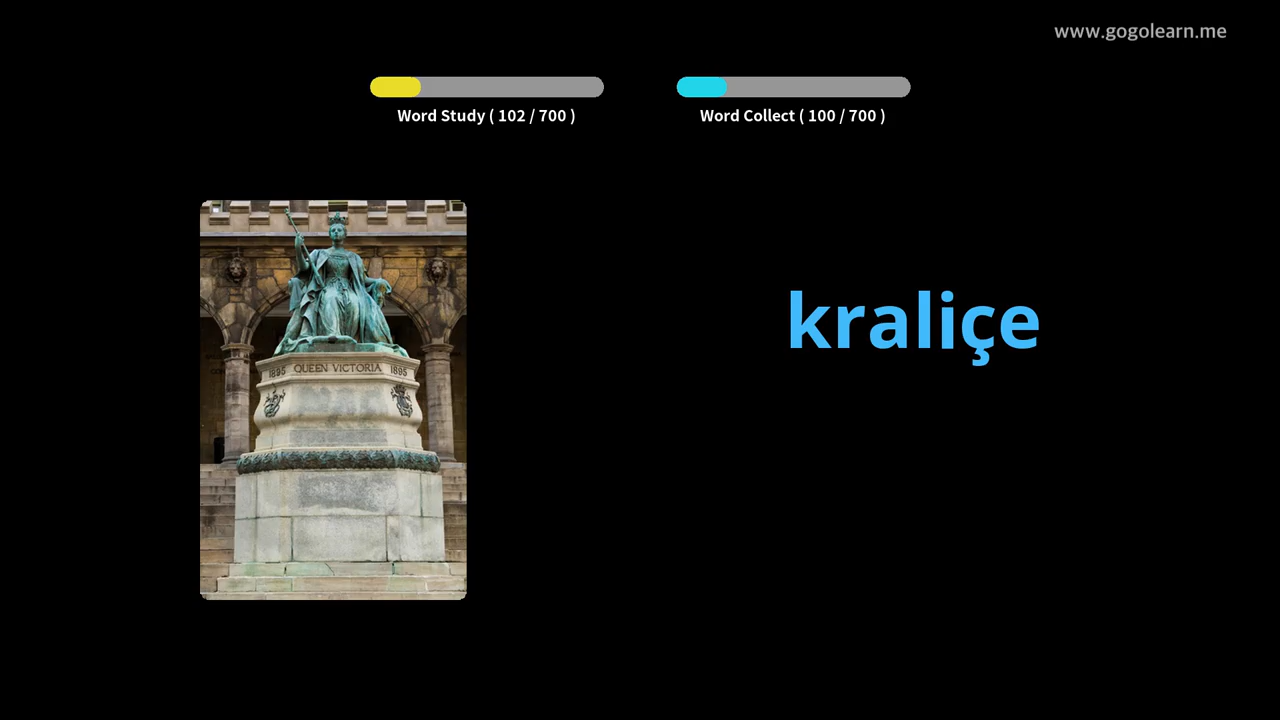 www.gogolearn.me
Word Study ( 102 / 700 )
Word Collect ( 100 / 700 )
1895 QUEEN VICTORIA 1895
kraliçe